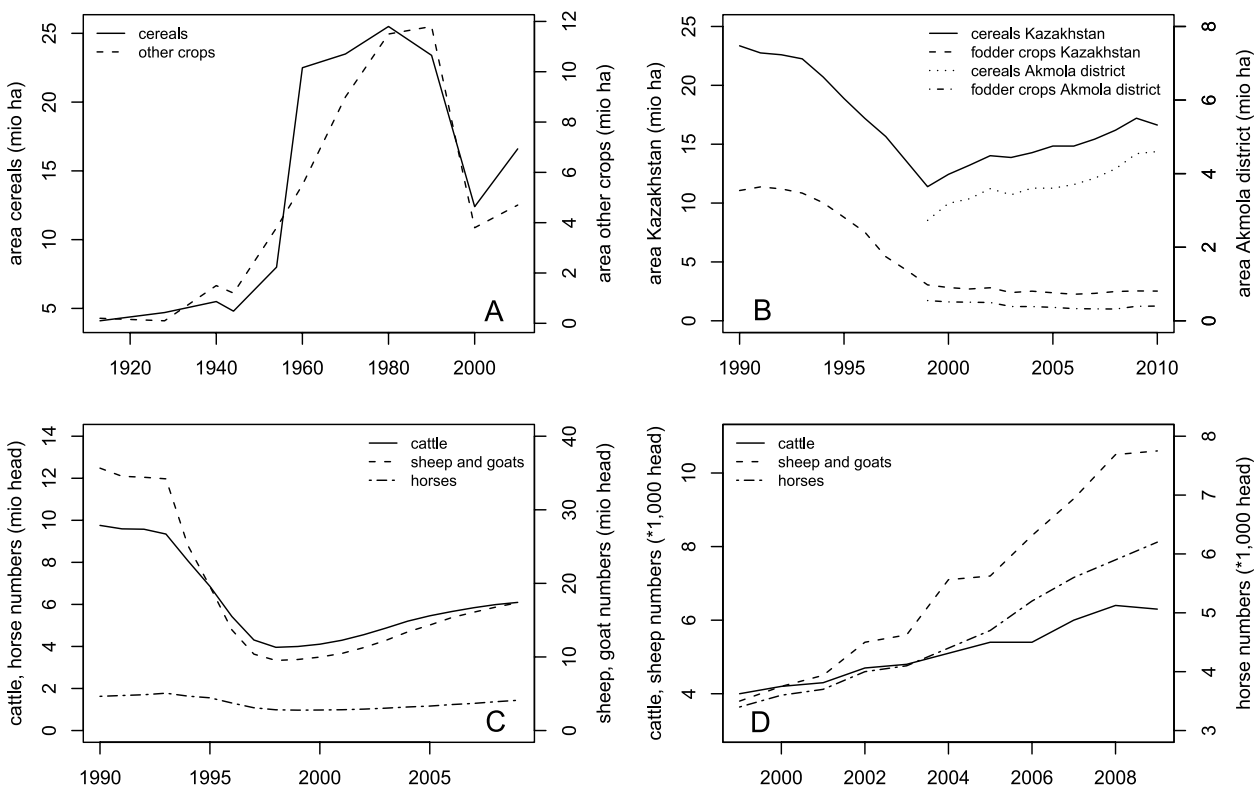 cereals
other crops
area cereals (mio ha)
5
10
15
20
25
area other crops (mio ha)
0
2
4
6
8
10
12
1920
1940
1960
1980
2000
A
cereals Kazakhstan
fodder crops Kazakhstan
cereals Akmola district
fodder crops Akmola district
area Kazakhstan (mio ha)
0
5
10
15
20
25
area Akmola district (mio ha)
0
2
4
6
8
1990
1995
2000
2005
2010
B
cattle
sheep and goats
horses
cattle, horse numbers (mio head)
0
2
4
6
8
10
12
14
sheep, goat numbers (mio head)
0
10
20
30
40
1990
1995
2000
2005
C
cattle
sheep and goats
horses
cattle, sheep numbers (*1,000 head)
4
6
8
10
horse numbers (*1,000 head)
3
4
5
6
7
8
2000
2002
2004
2006
2008
D